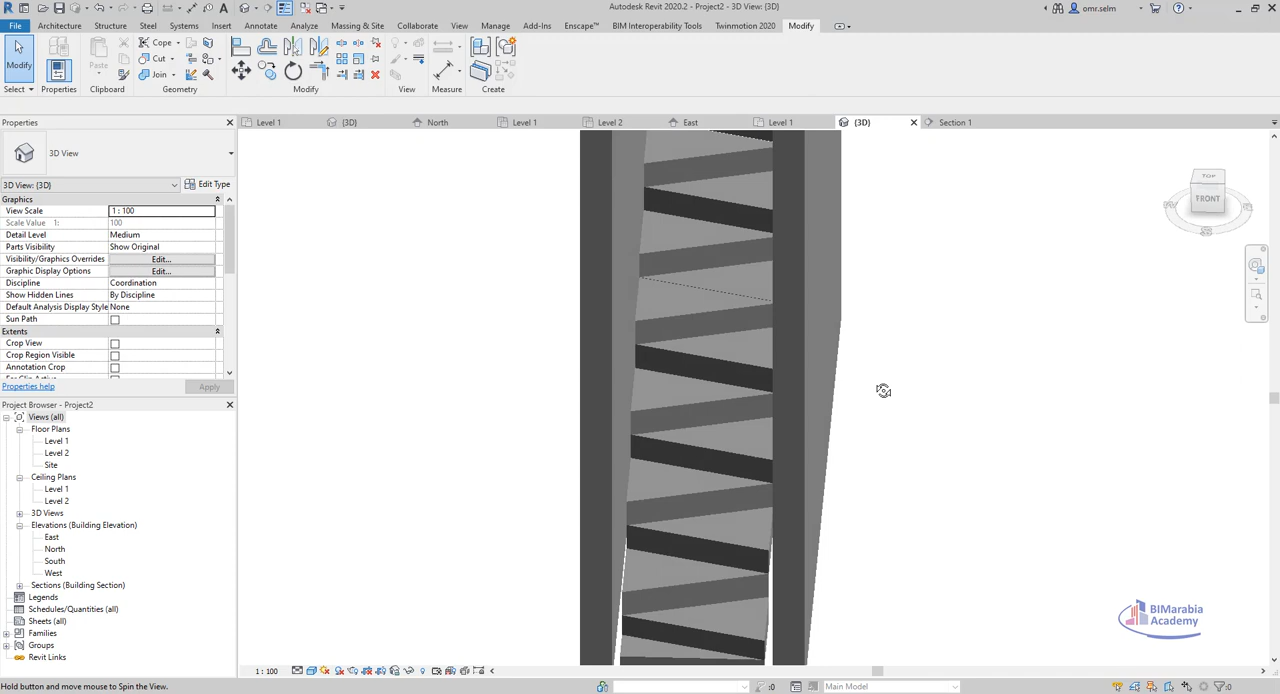 Autodesk Revit 2020.2 - Project2 - 3D View: {3D}
omr.selm
File Architecture Structure Steel Systems Insert Annotate Analyze Massing & Site Collaborate View Manage Add-Ins Enscape™ BIM Interoperability Tools Twinmotion 2020 Modify
Modify Properties Paste Cope Cut Join
Select Properties Clipboard Geometry Modify View Measure Create
Properties
Level 1 {3D} North Level 1 Level 2 East Level 1 {3D} Section 1
3D View
3D View: {3D} Edit Type
Graphics
View Scale 1 : 100
Scale Value 1: 100
Detail Level Medium
Parts Visibility Show Original
Visibility/Graphics Overrides Edit...
Graphic Display Options Edit...
Discipline Coordination
Show Hidden Lines By Discipline
Default Analysis Display Style None
Sun Path
Extents
Crop View
Crop Region Visible
Annotation Crop
Properties help Apply
Project Browser - Project2
Views (all)
Floor Plans
Level 1
Level 2
Site
Ceiling Plans
Level 1
Level 2
3D Views
Elevations (Building Elevation)
East
North
South
West
Sections (Building Section)
Legends
Schedules/Quantities (all)
Sheets (all)
Families
Groups
Revit Links
TOP
FRONT
BIMarabia
Academy
1 : 100
Hold button and move mouse to Spin the View.
:0 Main Model :0